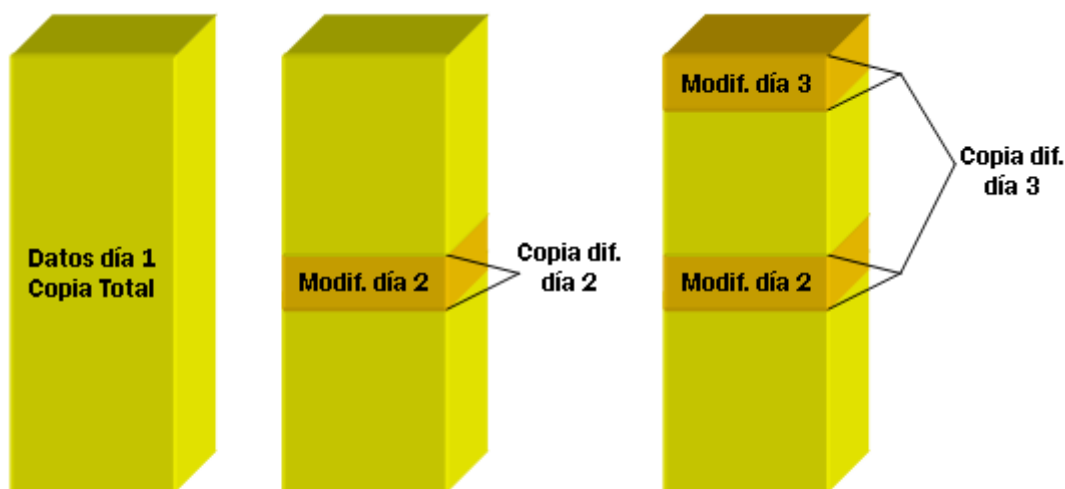 Datos día 1
Copia Total
Modif. día 2
Copia dif.
día 2
Modif. día 3
Modif. día 2
Copia dif.
día 3